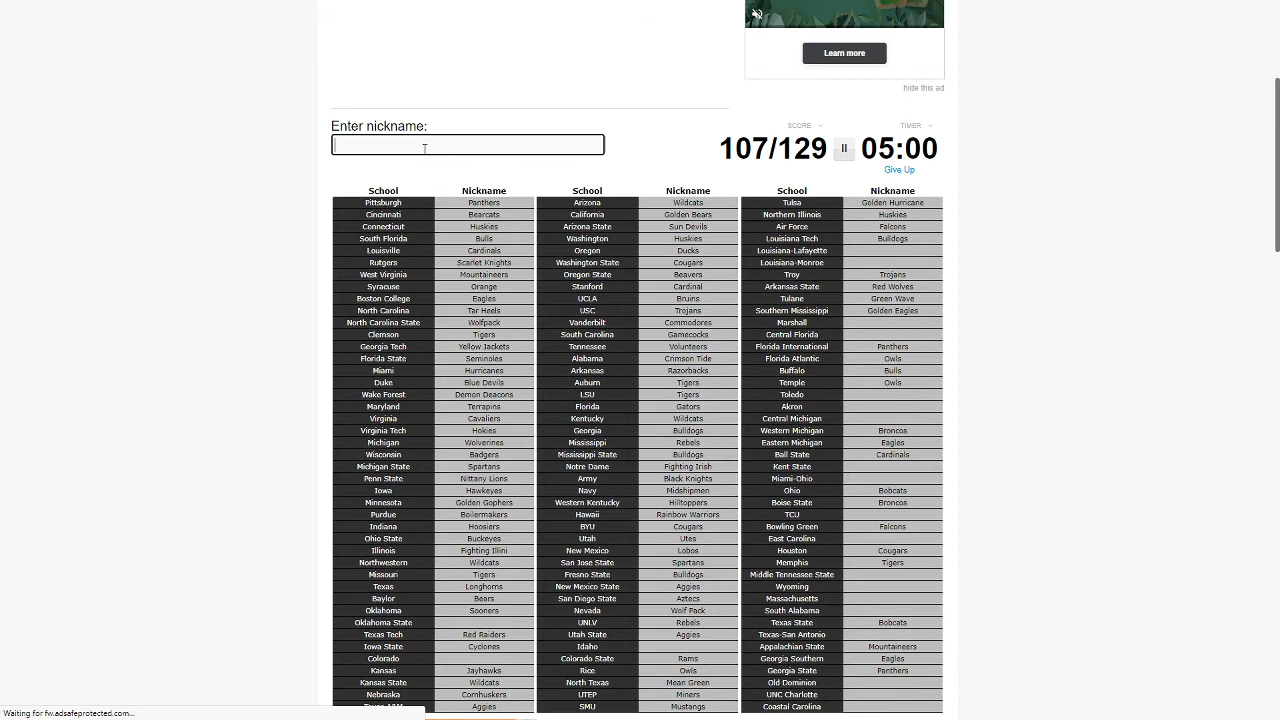 Learn more
hide this ad
Enter nickname:
SCORE TIMER
107/129 05:00
Give Up
School Nickname School Nickname School Nickname
Pittsburgh Panthers Arizona Wildcats Tulsa Golden Hurricane
Cincinnati Bearcats California Golden Bears Northern Illinois Huskies
Connecticut Huskies Arizona State Sun Devils Air Force Falcons
South Florida Bulls Washington Huskies Louisiana Tech Bulldogs
Louisville Cardinals Oregon Ducks Louisiana-Lafayette
Rutgers Scarlet Knights Washington State Cougars Louisiana-Monroe
West Virginia Mountaineers Oregon State Beavers Troy Trojans
Syracuse Orange Stanford Cardinal Arkansas State Red Wolves
Boston College Eagles UCLA Bruins Tulane Green Wave
North Carolina Tar Heels USC Trojans Southern Mississippi Golden Eagles
North Carolina State Wolfpack Vanderbilt Commodores Marshall
Clemson Tigers South Carolina Gamecocks Central Florida
Georgia Tech Yellow Jackets Tennessee Volunteers Florida International Panthers
Florida State Seminoles Alabama Crimson Tide Florida Atlantic Owls
Miami Hurricanes Arkansas Razorbacks Buffalo Bulls
Duke Blue Devils Auburn Tigers Temple Owls
Wake Forest Demon Deacons LSU Tigers Toledo
Maryland Terrapins Florida Gators Akron
Virginia Cavaliers Kentucky Wildcats Central Michigan
Virginia Tech Hokies Georgia Bulldogs Western Michigan Broncos
Michigan Wolverines Mississippi Rebels Eastern Michigan Eagles
Wisconsin Badgers Mississippi State Bulldogs Ball State Cardinals
Michigan State Spartans Notre Dame Fighting Irish Kent State
Penn State Nittany Lions Army Black Knights Miami-Ohio
Iowa Hawkeyes Navy Midshipmen Ohio Bobcats
Minnesota Golden Gophers Western Kentucky Hilltoppers Boise State Broncos
Purdue Boilermakers Hawaii Rainbow Warriors TCU
Indiana Hoosiers BYU Cougars Bowling Green Falcons
Ohio State Buckeyes Utah Utes East Carolina
Illinois Fighting Illini New Mexico Lobos Houston Cougars
Northwestern Wildcats San Jose State Spartans Memphis Tigers
Missouri Tigers Fresno State Bulldogs Middle Tennessee State
Texas Longhorns New Mexico State Aggies Wyoming
Baylor Bears San Diego State Aztecs Massachusetts
Oklahoma Sooners Nevada Wolf Pack South Alabama
Oklahoma State UNLV Rebels Texas State Bobcats
Texas Tech Red Raiders Utah State Aggies Texas-San Antonio
Iowa State Cyclones Idaho Appalachian State Mountaineers
Colorado Colorado State Rams Georgia Southern Eagles
Kansas Jayhawks Rice Owls Georgia State Panthers
Kansas State Wildcats North Texas Mean Green Old Dominion
Nebraska Cornhuskers UTEP Miners UNC Charlotte
Texas A&M Aggies SMU Mustangs Coastal Carolina
Waiting for fw.adsafeprotected.com...